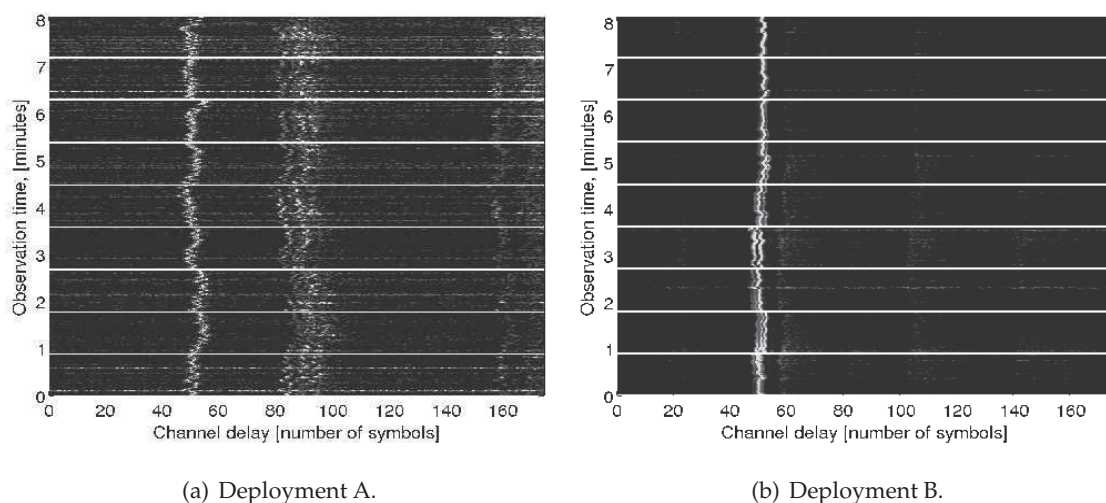 8
7
6
5
4
3
2
1
0
Observation time, [minutes]
0 20 40 60 80 100 120 140 160
Channel delay [number of symbols]
(a) Deployment A.
8
7
6
5
4
3
2
1
0
Observation time, [minutes]
0 20 40 60 80 100 120 140 160
Channel delay [number of symbols]
(b) Deployment B.